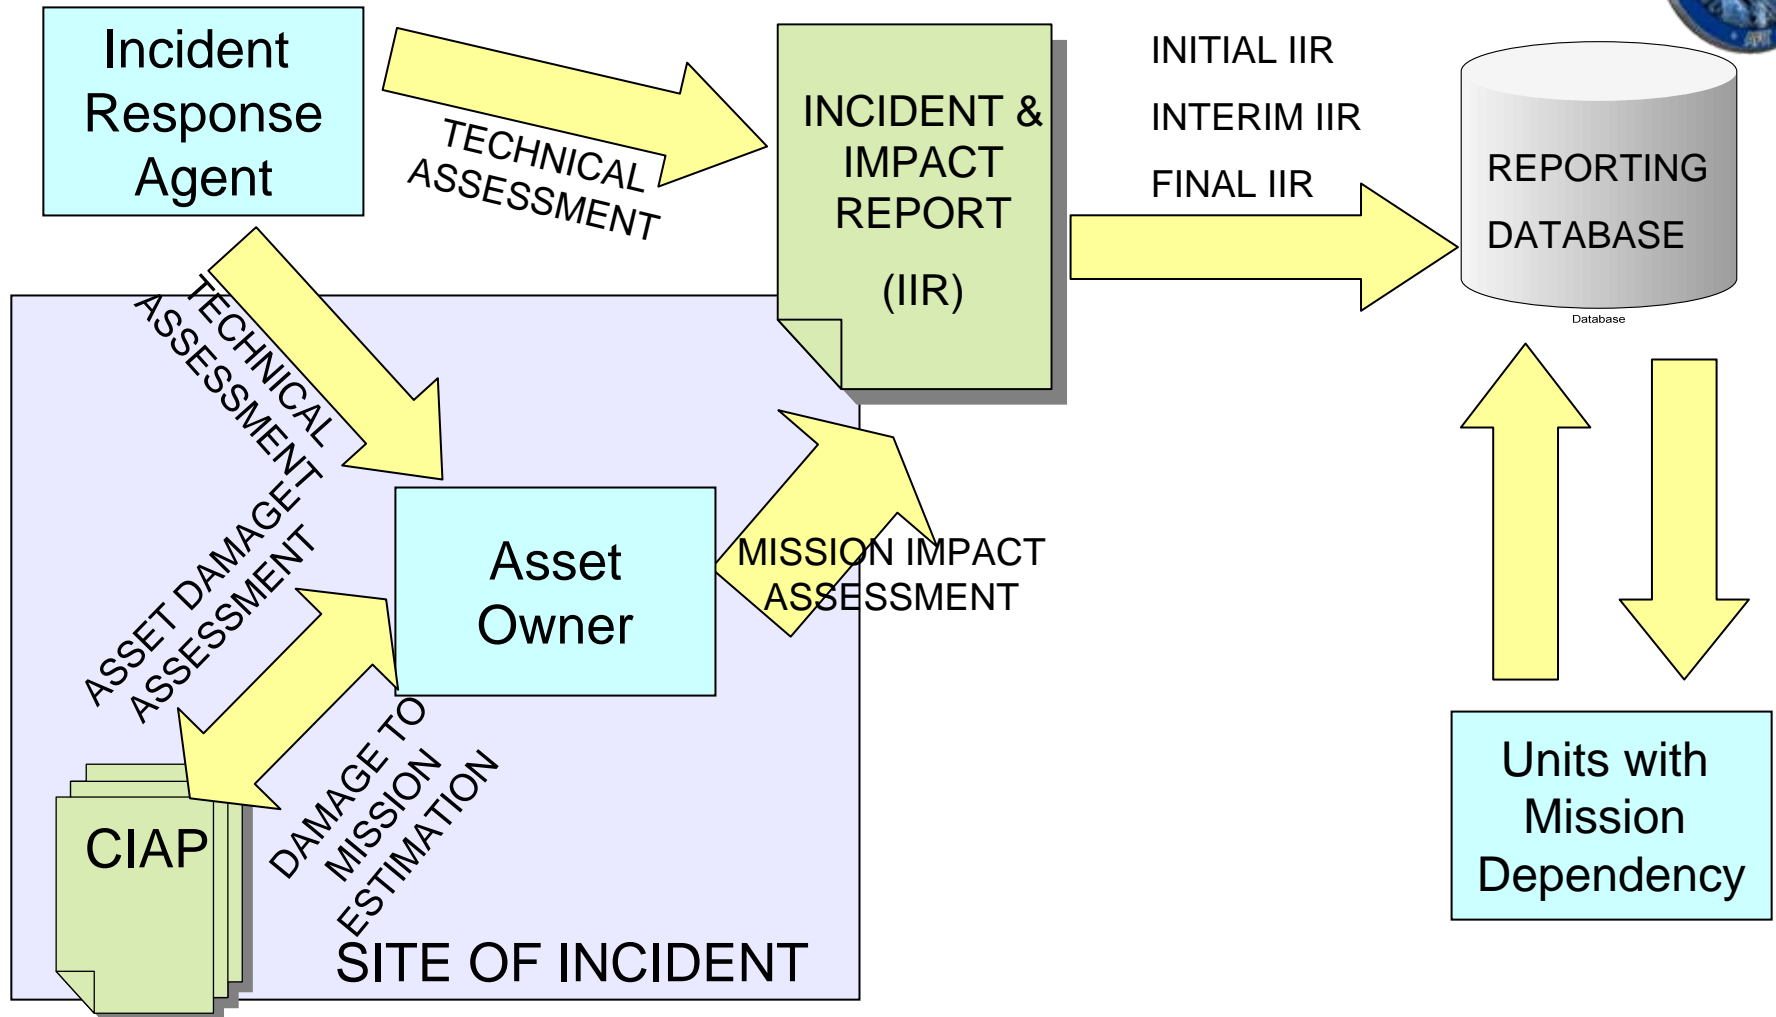 Incident
Response
Agent
TECHNICAL
ASSESSMENT
INCIDENT &
IMPACT
REPORT
(IIR)
INITIAL IIR
INTERIM IIR
FINAL IIR
REPORTING
DATABASE
Database
TECHNICAL
ASSESSMENT
ASSET DAMAGE
ASSESSMENT
Asset
Owner
MISSION IMPACT
ASSESSMENT
DAMAGE TO
MISSION
ESTIMATION
CIAP
SITE OF INCIDENT
Units with
Mission
Dependency